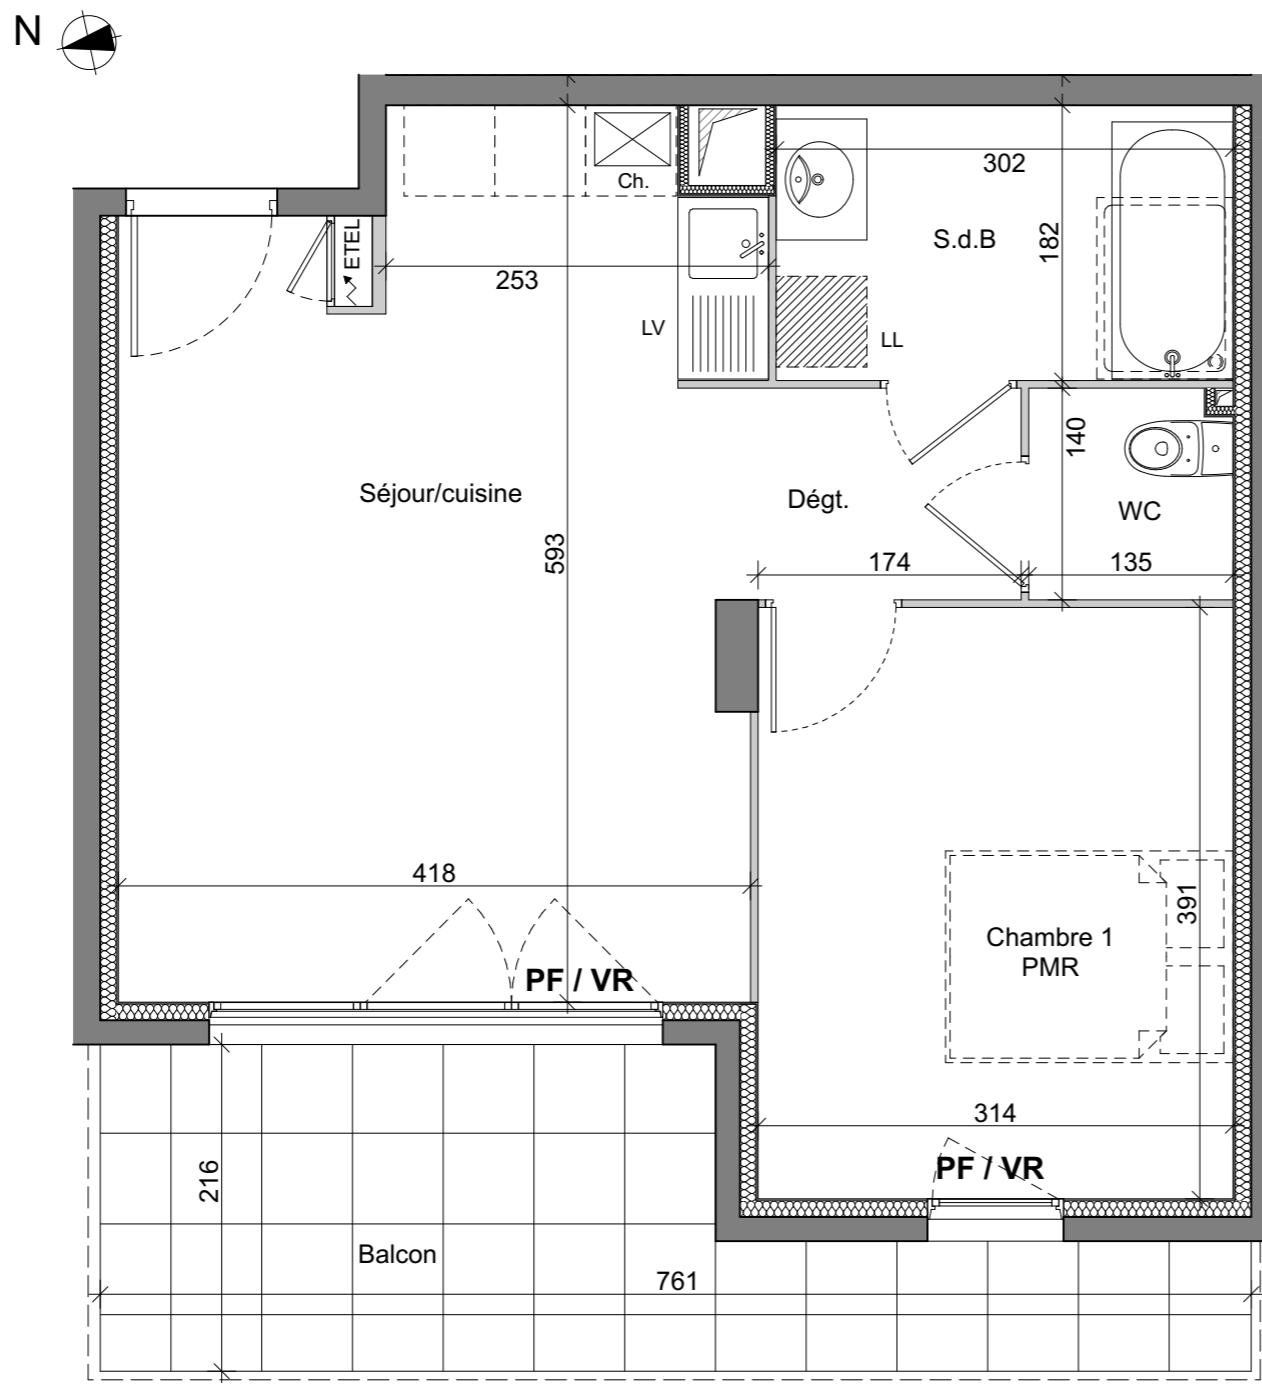 N
Ch.
302
ETEL
S.d.B
182
253
LV
LL
140
Séjour/cuisine
Dégt.
WC
593
174
135
418
391
Chambre 1
PMR
PF / VR
314
PF / VR
216
Balcon
761